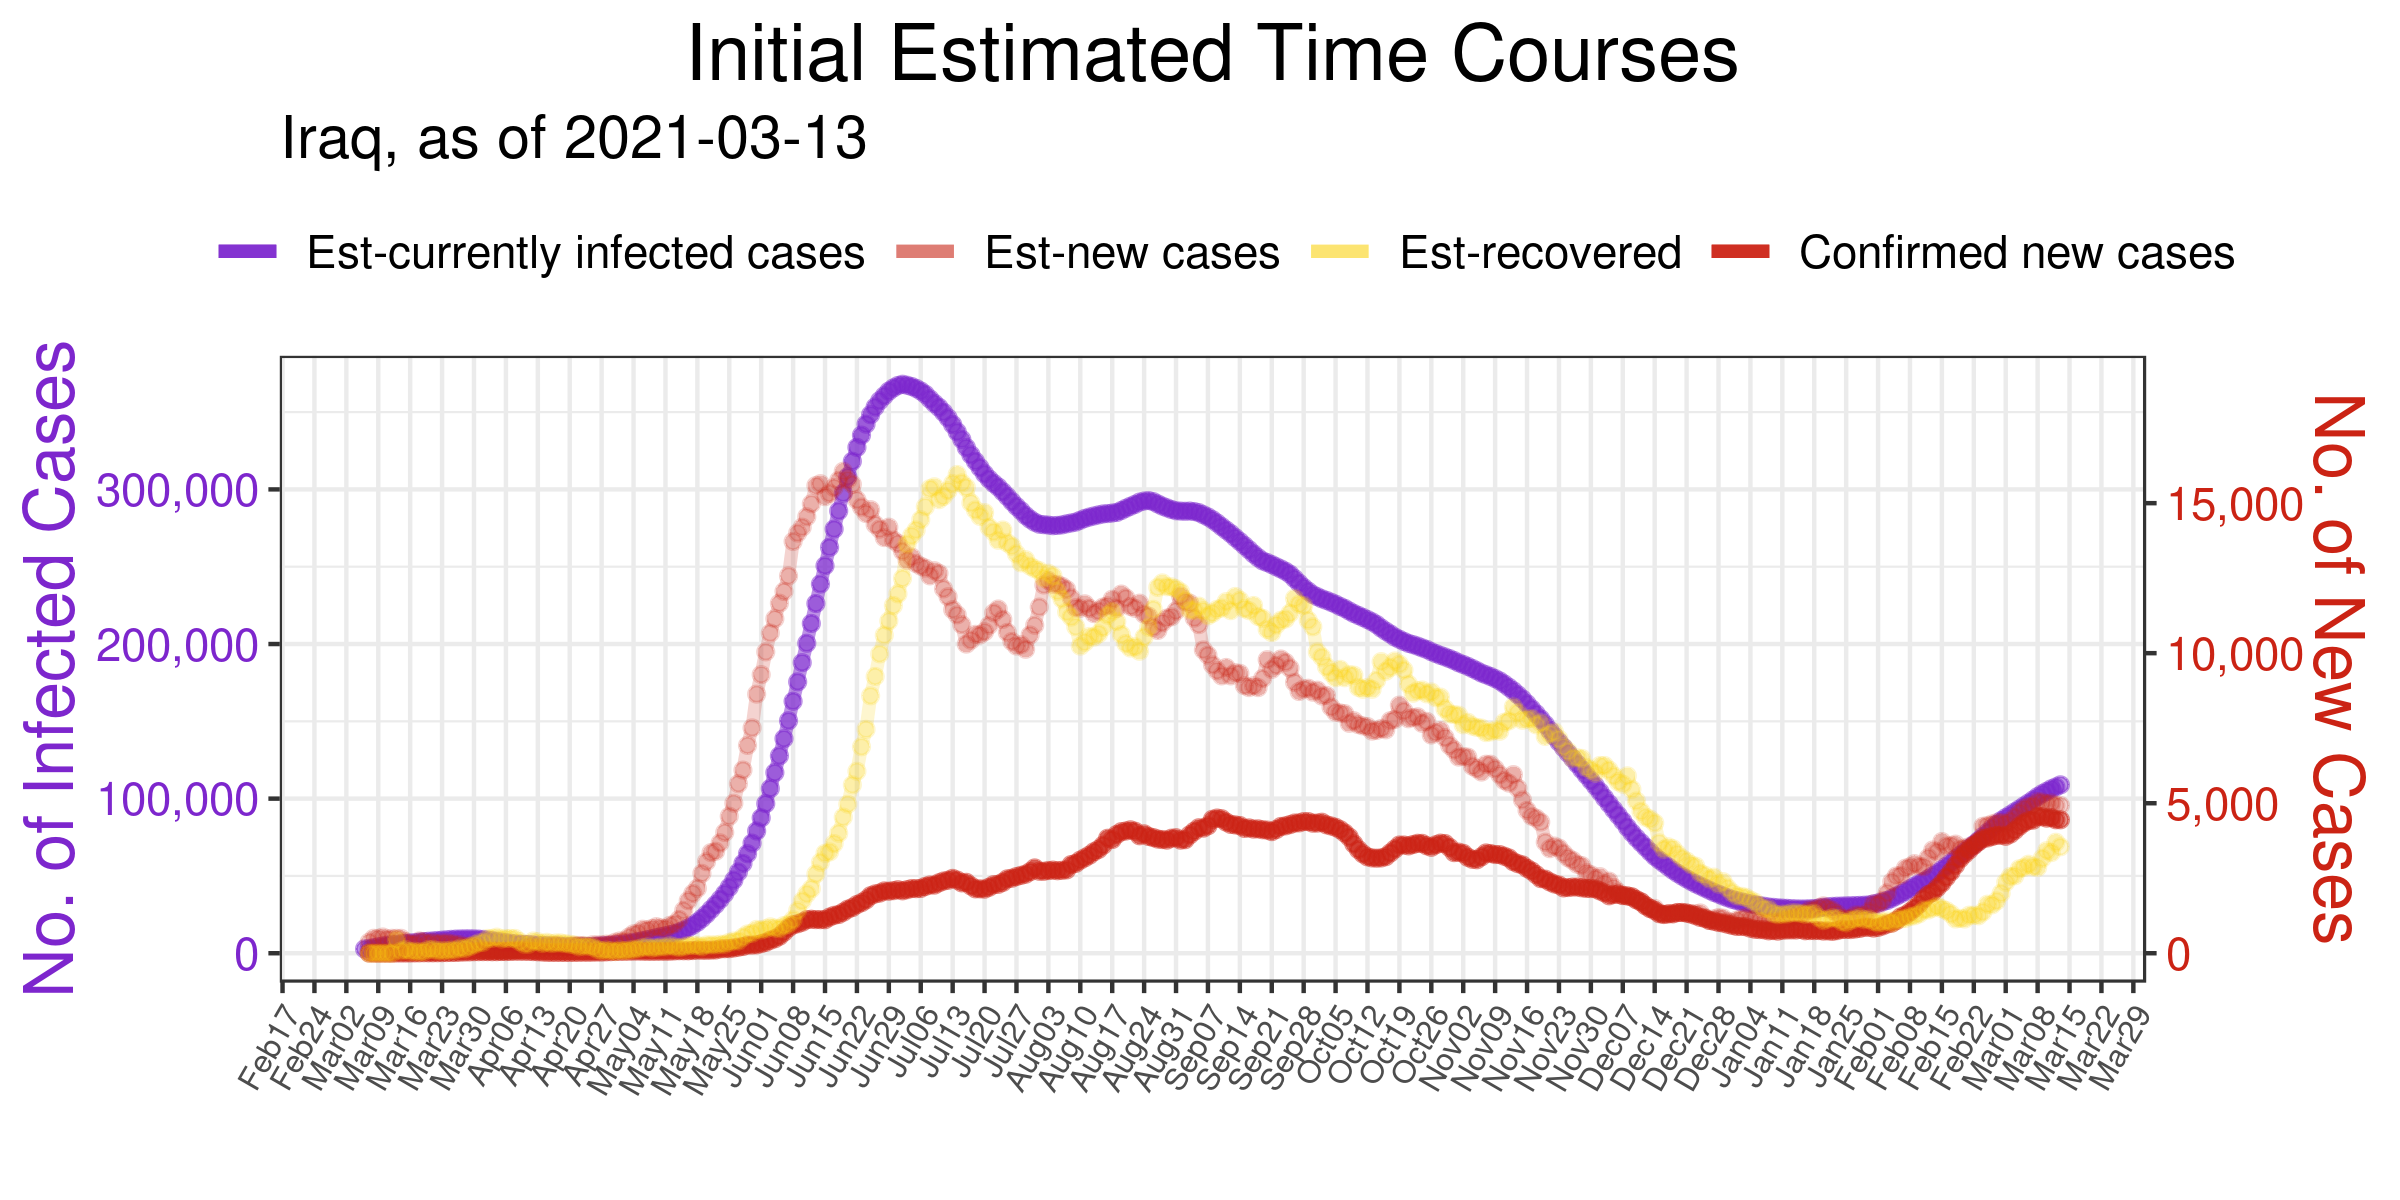 Initial Estimated Time Courses
Iraq, as of 2021-03-13
Est-currently infected cases
Est-new cases
Est-recovered
Confirmed new cases
No. of Infected Cases
300,000
200,000
100,000
0
15,000
10,000
5,000
0
No. of New Cases
Feb17
Feb24
Mar02
Mar09
Mar16
Mar23
Mar30
Apr06
Apr13
Apr20
Apr27
May04
May11
May18
May25
Jun01
Jun08
Jun15
Jun22
Jun29
Jul06
Jul13
Jul20
Jul27
Aug03
Aug10
Aug17
Aug24
Aug31
Sep07
Sep14
Sep21
Sep28
Oct05
Oct12
Oct19
Oct26
Nov02
Nov09
Nov16
Nov23
Nov30
Dec07
Dec14
Dec21
Dec28
Jan04
Jan11
Jan18
Jan25
Feb01
Feb08
Feb15
Feb22
Mar01
Mar08
Mar15
Mar22
Mar29